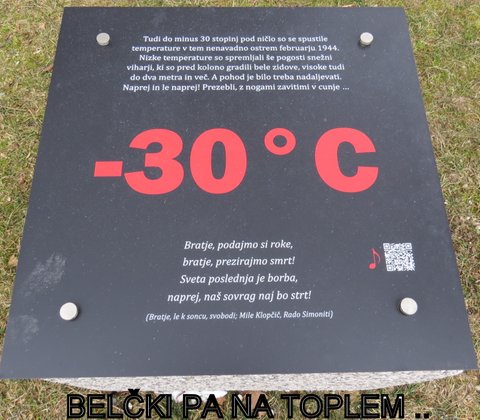 Tudi do minus 30 stopinj pod ničlo so se spustile
temperature v tem nenavadno ostrem februarju 1944.
Nizke temperature so spremljali še pogosti snežni
viharji, ki so pred kolono gradili bele zidove, visoke tudi
do dva metra in več. A pohod je bilo treba nadaljevati.
Naprej in le naprej! Prezebli, z nogami zavitimi v cunje ...
-30°C
Bratje, podajmo si roke,
bratje, prezirajmo smrt!
Sveta poslednja je borba,
naprej, naš sovrag naj bo strt!
(Bratje, le k soncu, svobodi; Mile Klopčič, Rado Simoniti)
BELČKI PA NA TOPLEM ..